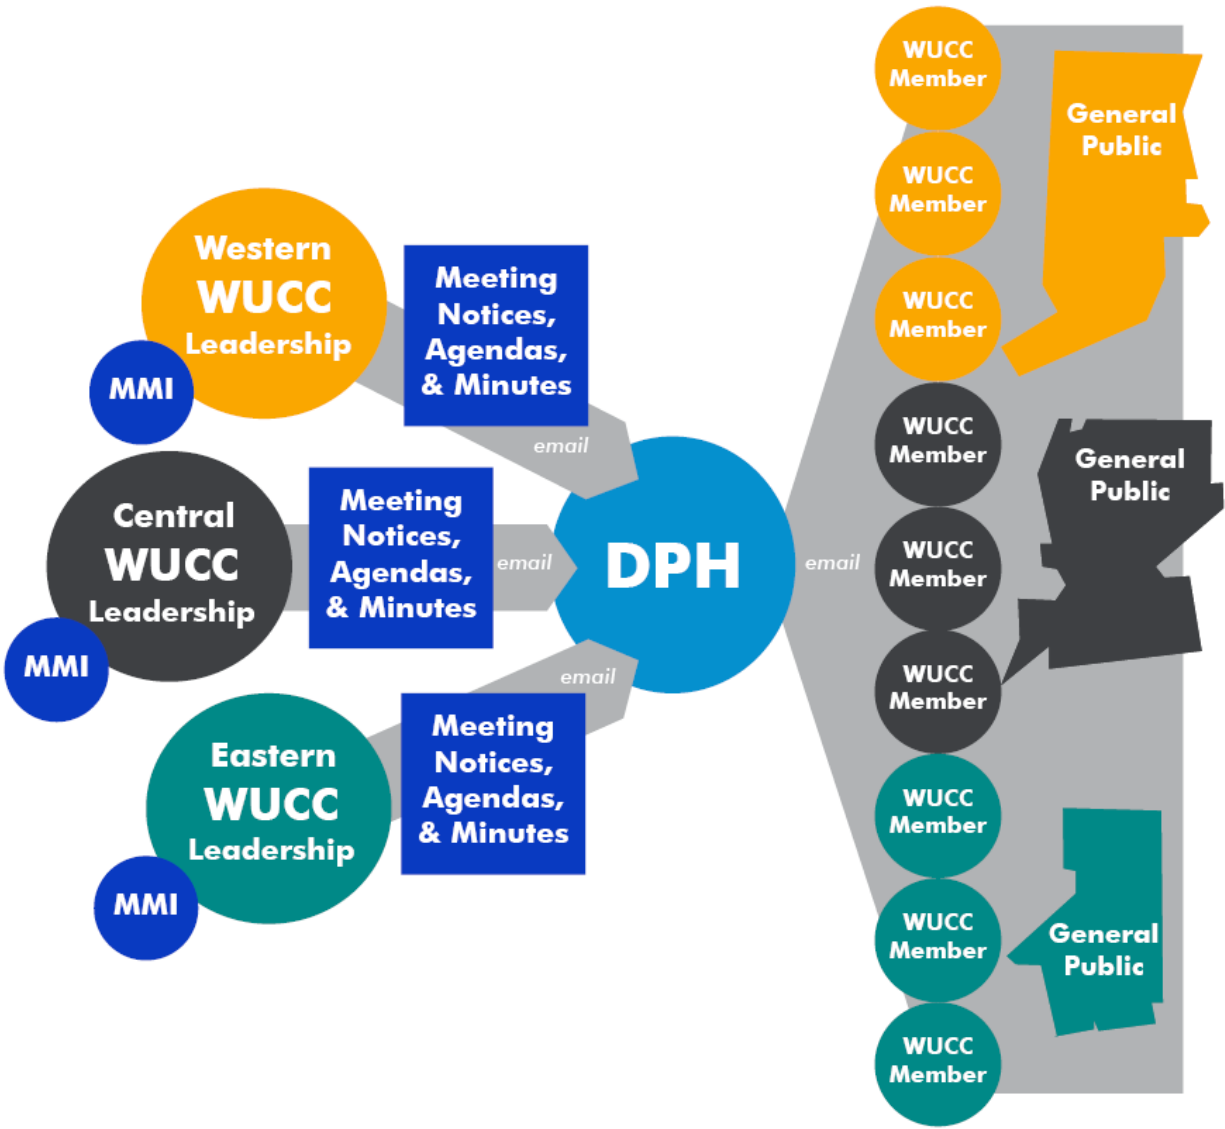 Western
WUCC
Leadership
MMI
Meeting
Notices,
Agendas,
& Minutes
email
Central
WUCC
Leadership
MMI
Meeting
Notices,
Agendas,
& Minutes
email
Eastern
WUCC
Leadership
MMI
Meeting
Notices,
Agendas,
& Minutes
email
DPH
email
WUCC
Member
WUCC
Member
WUCC
Member
General
Public
WUCC
Member
WUCC
Member
WUCC
Member
General
Public
WUCC
Member
WUCC
Member
WUCC
Member
General
Public